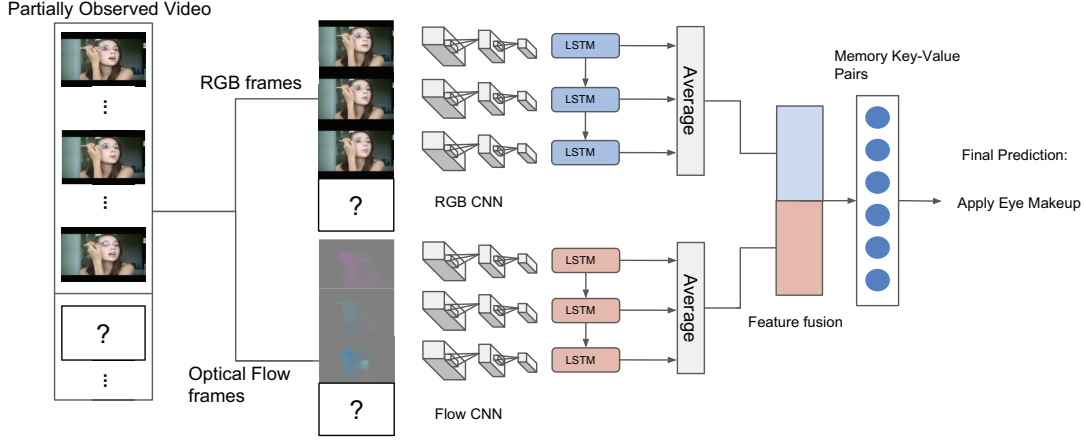 Partially Observed Video
⋮
⋮
?
⋮
RGB frames
?
Optical Flow
frames
?
LSTM
LSTM
LSTM
RGB CNN
Average
LSTM
LSTM
LSTM
Flow CNN
Average
Feature fusion
Memory Key-Value
Pairs
Final Prediction:
Apply Eye Makeup